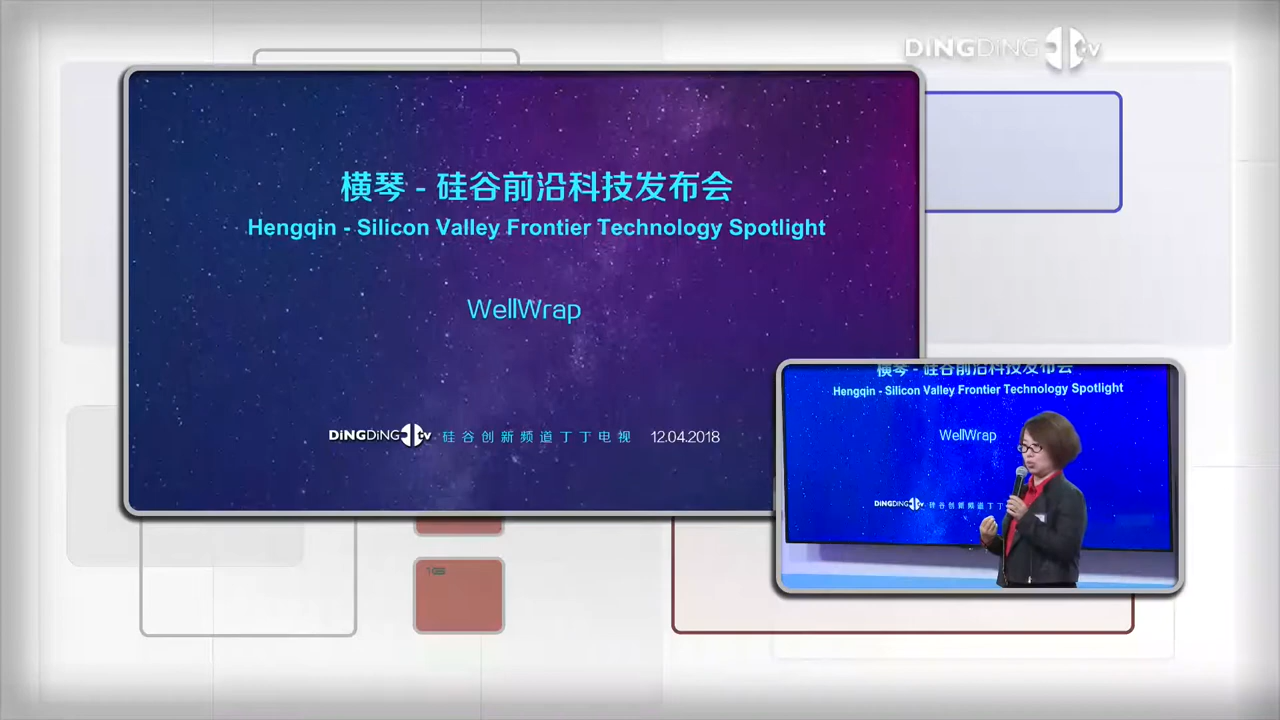 DiNGDiNG TV
横琴 - 硅谷前沿科技发布会
Hengqin - Silicon Valley Frontier Technology Spotlight
WellWrap
DiNGDiNG TV 硅谷创新频道丁丁电视 12.04.2018
横琴 - 硅谷前沿科技发布会
Hengqin - Silicon Valley Frontier Technology Spotlight
WellWrap
DiNGDiNG TV 硅谷创新频道丁丁